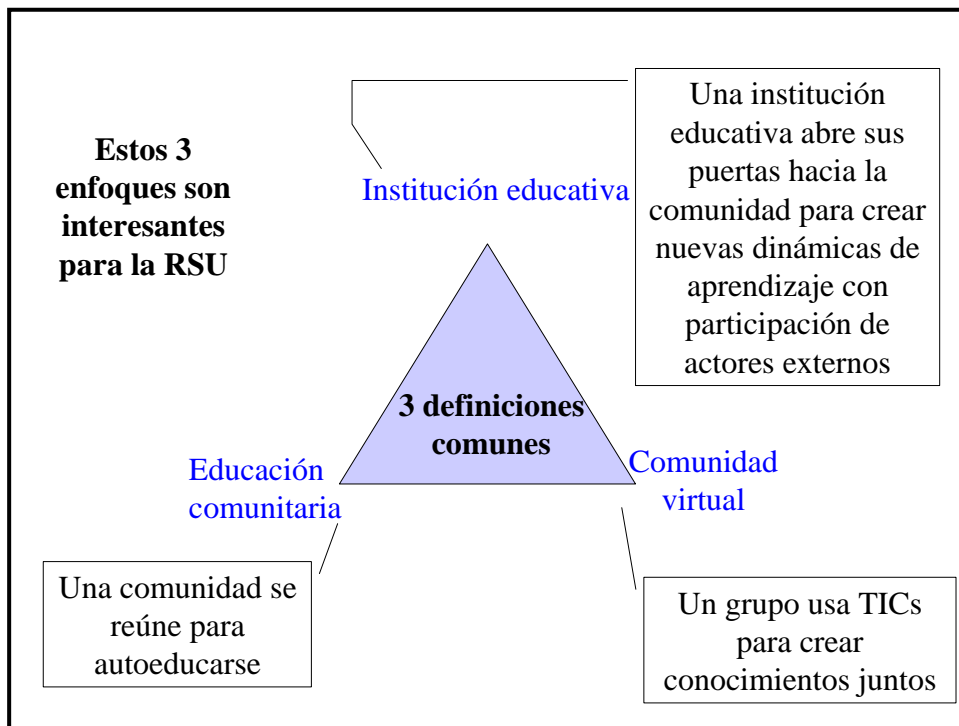 Estos 3
enfoques son
interesantes
para la RSU
Institución educativa
Una institución
educativa abre sus
puertas hacia la
comunidad para crear
nuevas dinámicas de
aprendizaje con
participación de
actores externos
3 definiciones
comunes
Educación
comunitaria
Comunidad
virtual
Una comunidad se
reúne para
autoeducarse
Un grupo usa TICs
para crear
conocimientos juntos